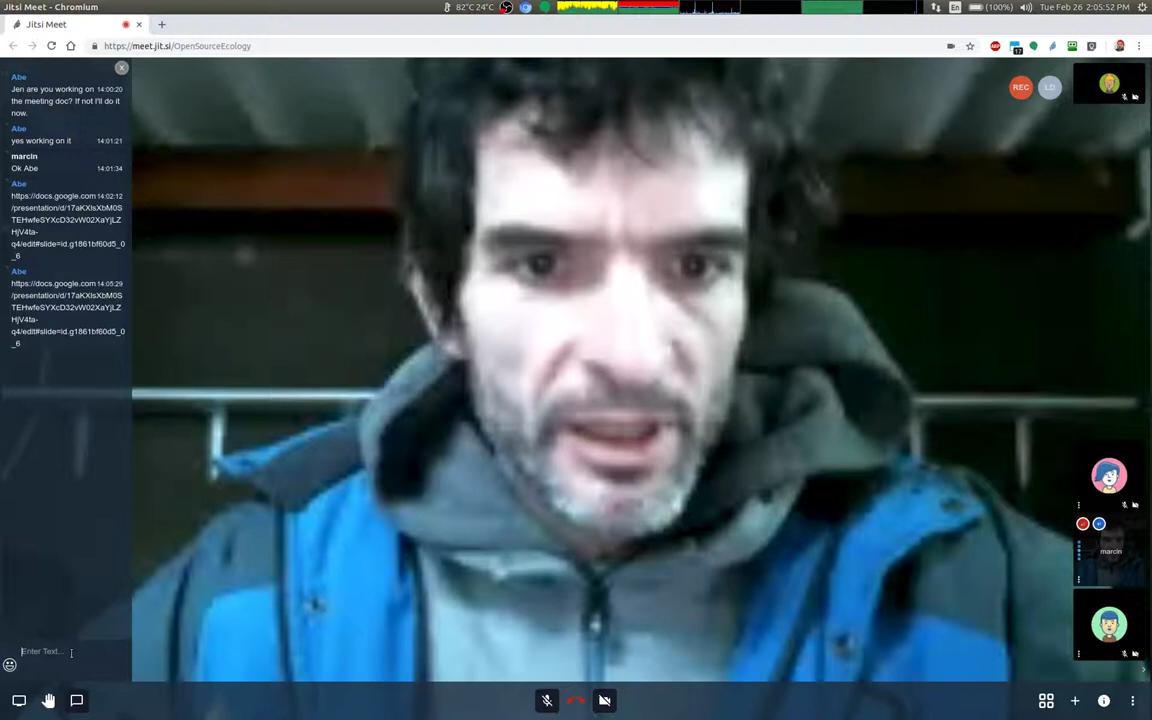 Jitsi Meet - Chromium
82°C 24°C
En
(100%)
Tue Feb 26 2:05:52 PM
Jitsi Meet
https://meet.jit.si/OpenSourceEcology
17
Abe
Jen are you working on 14:00:20
the meeting doc? If not I'll do it
now.
Abe
yes working on it 14:01:21
marcin
Ok Abe 14:01:34
Abe
https://docs.google.com 14:02:12
/presentation/d/17aKXlsXbM0S
TEHwfeSYXcD32vW02XaYjLZ
HjV4ta-
q4/edit#slide=id.g1861bf60d5_0
_6
Abe
https://docs.google.com 14:05:29
/presentation/d/17aKXlsXbM0S
TEHwfeSYXcD32vW02XaYjLZ
HjV4ta-
q4/edit#slide=id.g1861bf60d5_0
_6
REC
LD
marcin
Enter Text...